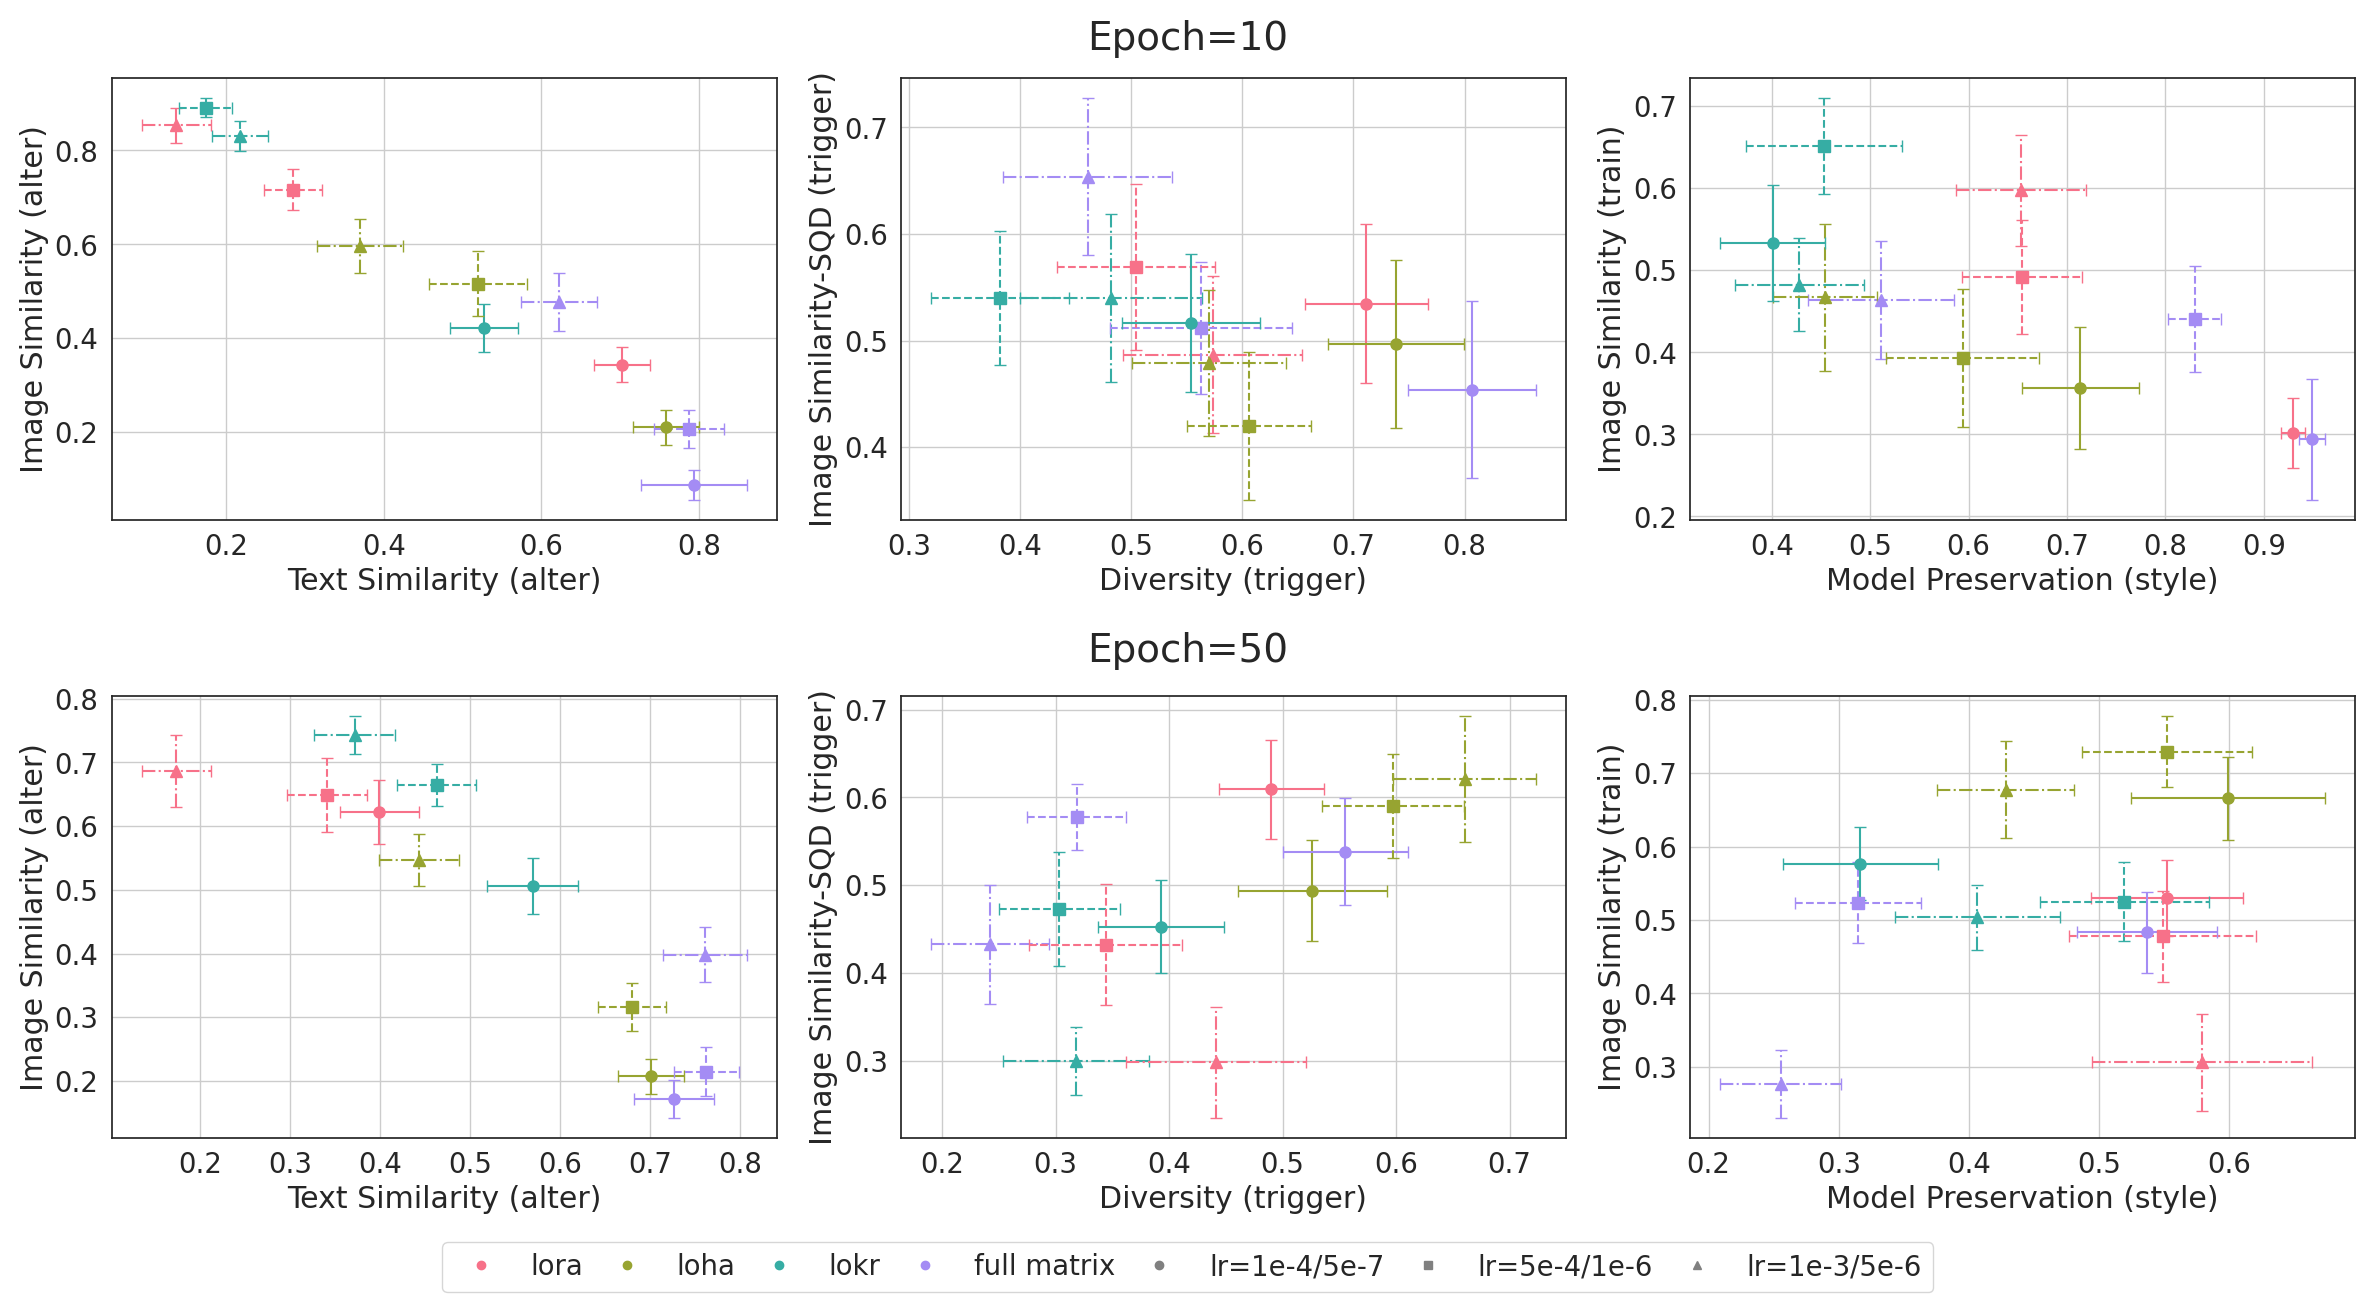 Epoch=10
Image Similarity (alter)
0.8
0.6
0.4
0.2
0.2 0.4 0.6 0.8
Text Similarity (alter)
Image Similarity-SQD (trigger)
0.7
0.6
0.5
0.4
0.3 0.4 0.5 0.6 0.7 0.8
Diversity (trigger)
Image Similarity (train)
0.7
0.6
0.5
0.4
0.3
0.2
0.4 0.5 0.6 0.7 0.8 0.9
Model Preservation (style)
Epoch=50
Image Similarity (alter)
0.8
0.7
0.6
0.5
0.4
0.3
0.2
0.2 0.3 0.4 0.5 0.6 0.7 0.8
Text Similarity (alter)
Image Similarity-SQD (trigger)
0.7
0.6
0.5
0.4
0.3
0.2 0.3 0.4 0.5 0.6 0.7
Diversity (trigger)
Image Similarity (train)
0.8
0.7
0.6
0.5
0.4
0.3
0.2 0.3 0.4 0.5 0.6
Model Preservation (style)
lora loha lokr full matrix lr=1e-4/5e-7 lr=5e-4/1e-6 lr=1e-3/5e-6